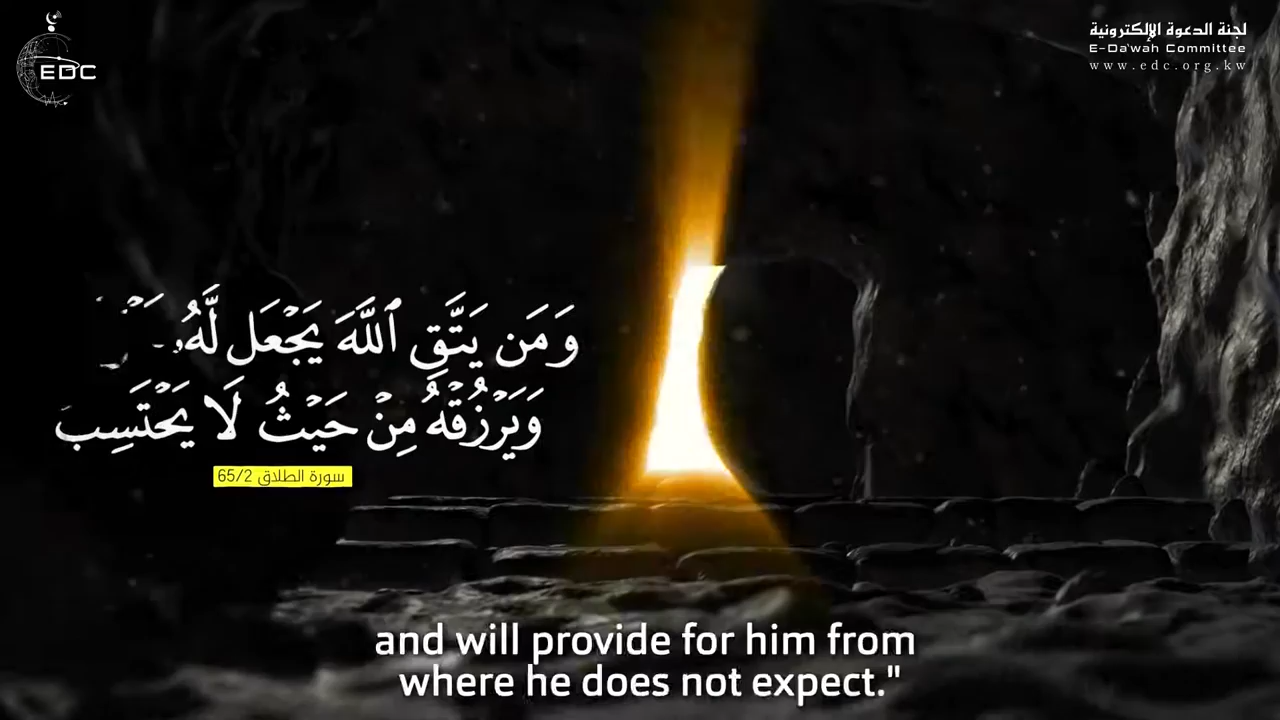 EDC
لجنة الدعوة الإلكترونية
E-Da'wah Committee
www.edc.org.kw
وَمَن يَتَّقِ ٱللَّهَ يَجْعَل لَّهُۥ
وَيَرْزُقْهُ مِنْ حَيْثُ لَا يَحْتَسِبُ
سورة الطلاق 65/2
and will provide for him from
where he does not expect."